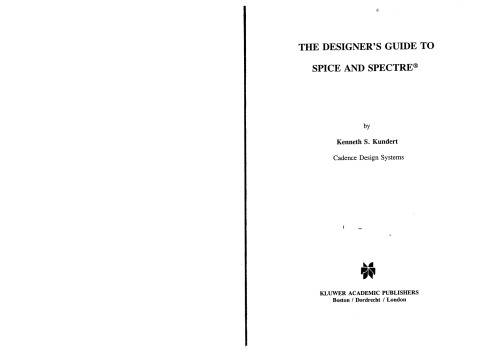 THE DESIGNER'S GUIDE TO
SPICE AND SPECTRE®
by
Kenneth S. Kundert
Cadence Design Systems
KLUWER ACADEMIC PUBLISHERS
Boston / Dordrecht / London